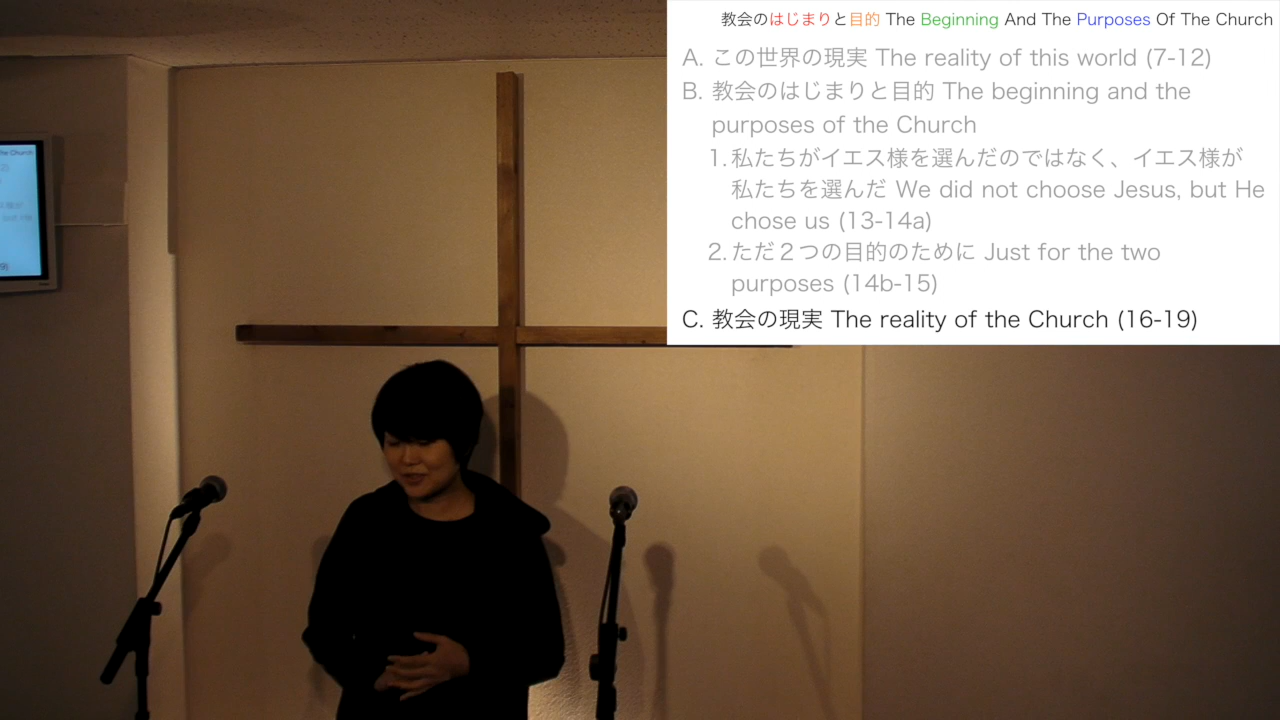 教会のはじまりと目的 The Beginning And The Purposes Of The Church
A. この世界の現実 The reality of this world (7-12)
B. 教会のはじまりと目的 The beginning and the
purposes of the Church
1. 私たちがイエス様を選んだのではなく、イエス様が
私たちを選んだ We did not choose Jesus, but He
chose us (13-14a)
2. ただ２つの目的のために Just for the two
purposes (14b-15)
C. 教会の現実 The reality of the Church (16-19)